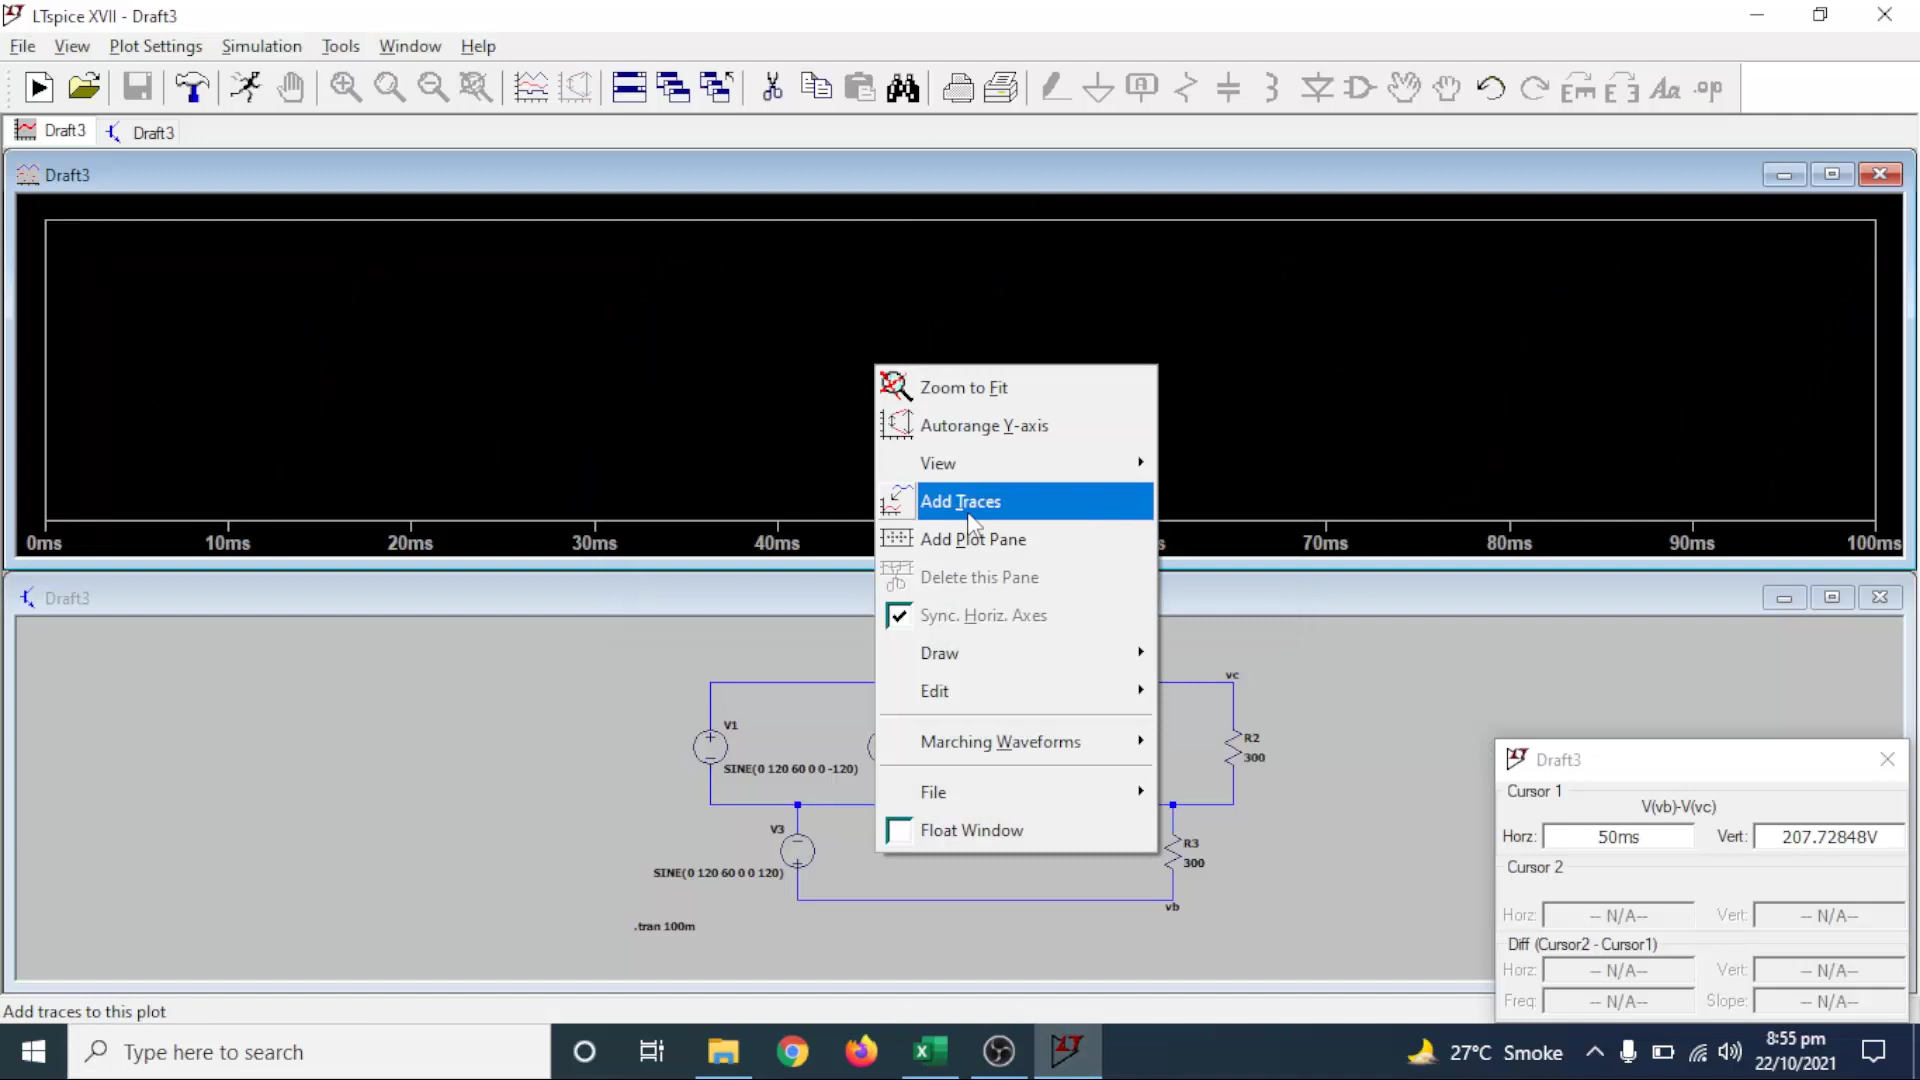 LTspice XVII - Draft3
File View Plot Settings Simulation Tools Window Help
Draft3 Draft3
Draft3
0ms 10ms 20ms 30ms 40ms 70ms 80ms 90ms 100ms
Zoom to Fit
Autorange Y-axis
View
Add Traces
Add Plot Pane
Delete this Pane
Sync. Horiz. Axes
Draw
Edit
Marching Waveforms
File
Float Window
Draft3
vc
V1
SINE(0 120 60 0 0 -120)
R2
300
V3
SINE(0 120 60 0 0 120)
R3
300
vb
.tran 100m
Draft3
Cursor 1
V(vb)-V(vc)
Horz: 50ms Vert: 207.72848V
Cursor 2
Horz: -- N/A-- Vert: -- N/A--
Diff (Cursor2 - Cursor1)
Horz: -- N/A-- Vert: -- N/A--
Freq: -- N/A-- Slope: -- N/A--
Add traces to this plot
Type here to search
27°C Smoke
8:55 pm
22/10/2021